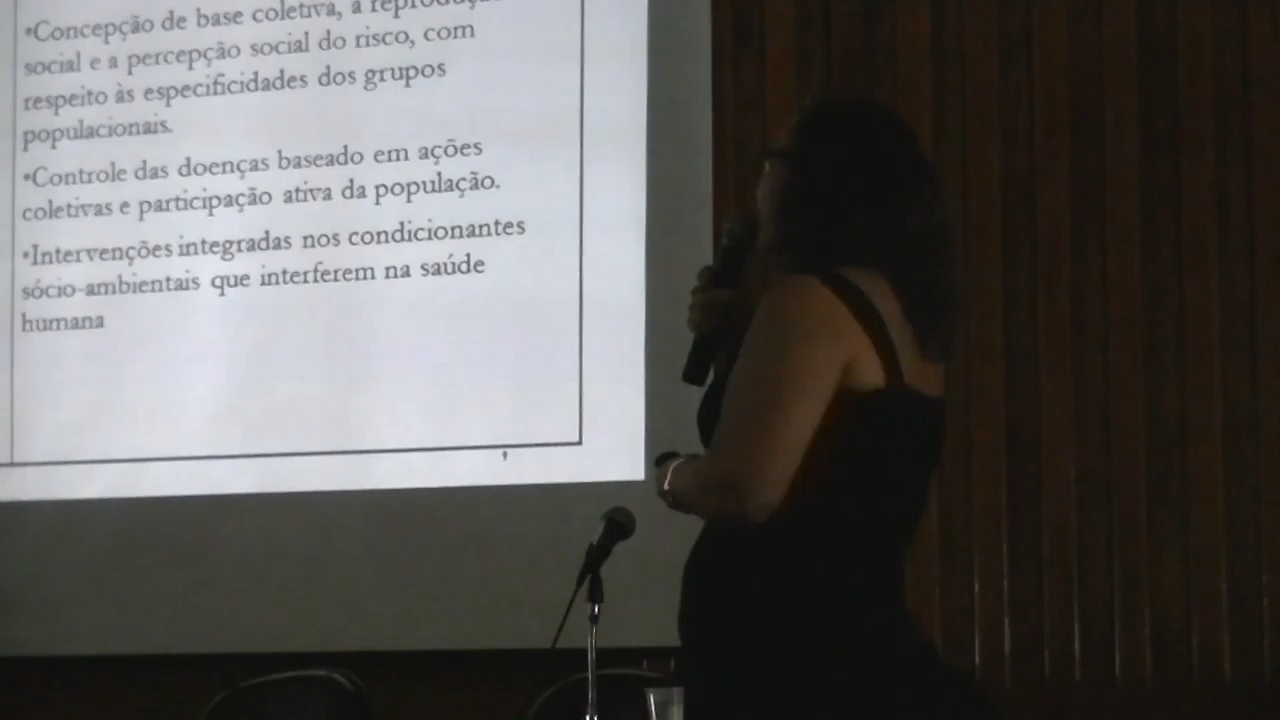 •Concepção de base coletiva, a reprodução
social e a percepção social do risco, com
respeito às especificidades dos grupos
populacionais.
•Controle das doenças baseado em ações
coletivas e participação ativa da população.
•Intervenções integradas nos condicionantes
sócio-ambientais que interferem na saúde
humana